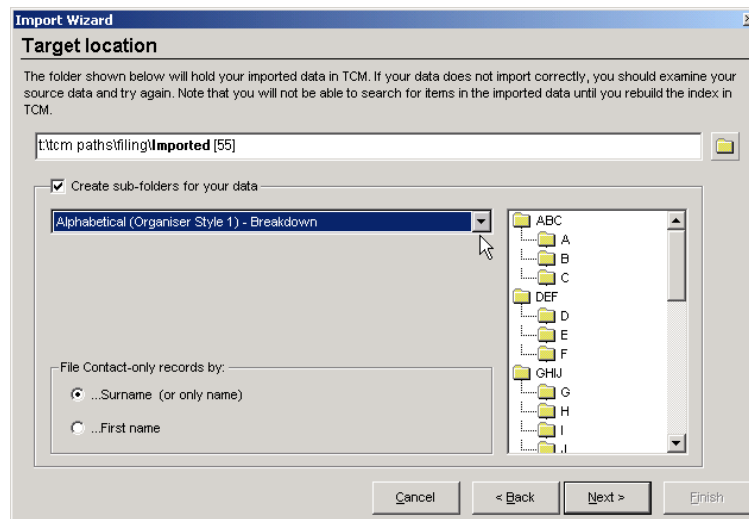 Import Wizard
Target location
The folder shown below will hold your imported data in TCM. If your data does not import correctly, you should examine your
source data and try again. Note that you will not be able to search for items in the imported data until you rebuild the index in
TCM.
t:\tcm paths\filing\Imported [55]
Create sub-folders for your data
Alphabetical (Organiser Style 1) - Breakdown
ABC
A
B
C
DEF
D
E
F
GHIJ
G
H
I
J
File Contact-only records by:
...Surname (or only name)
...First name
Cancel
< Back
Next >
Finish